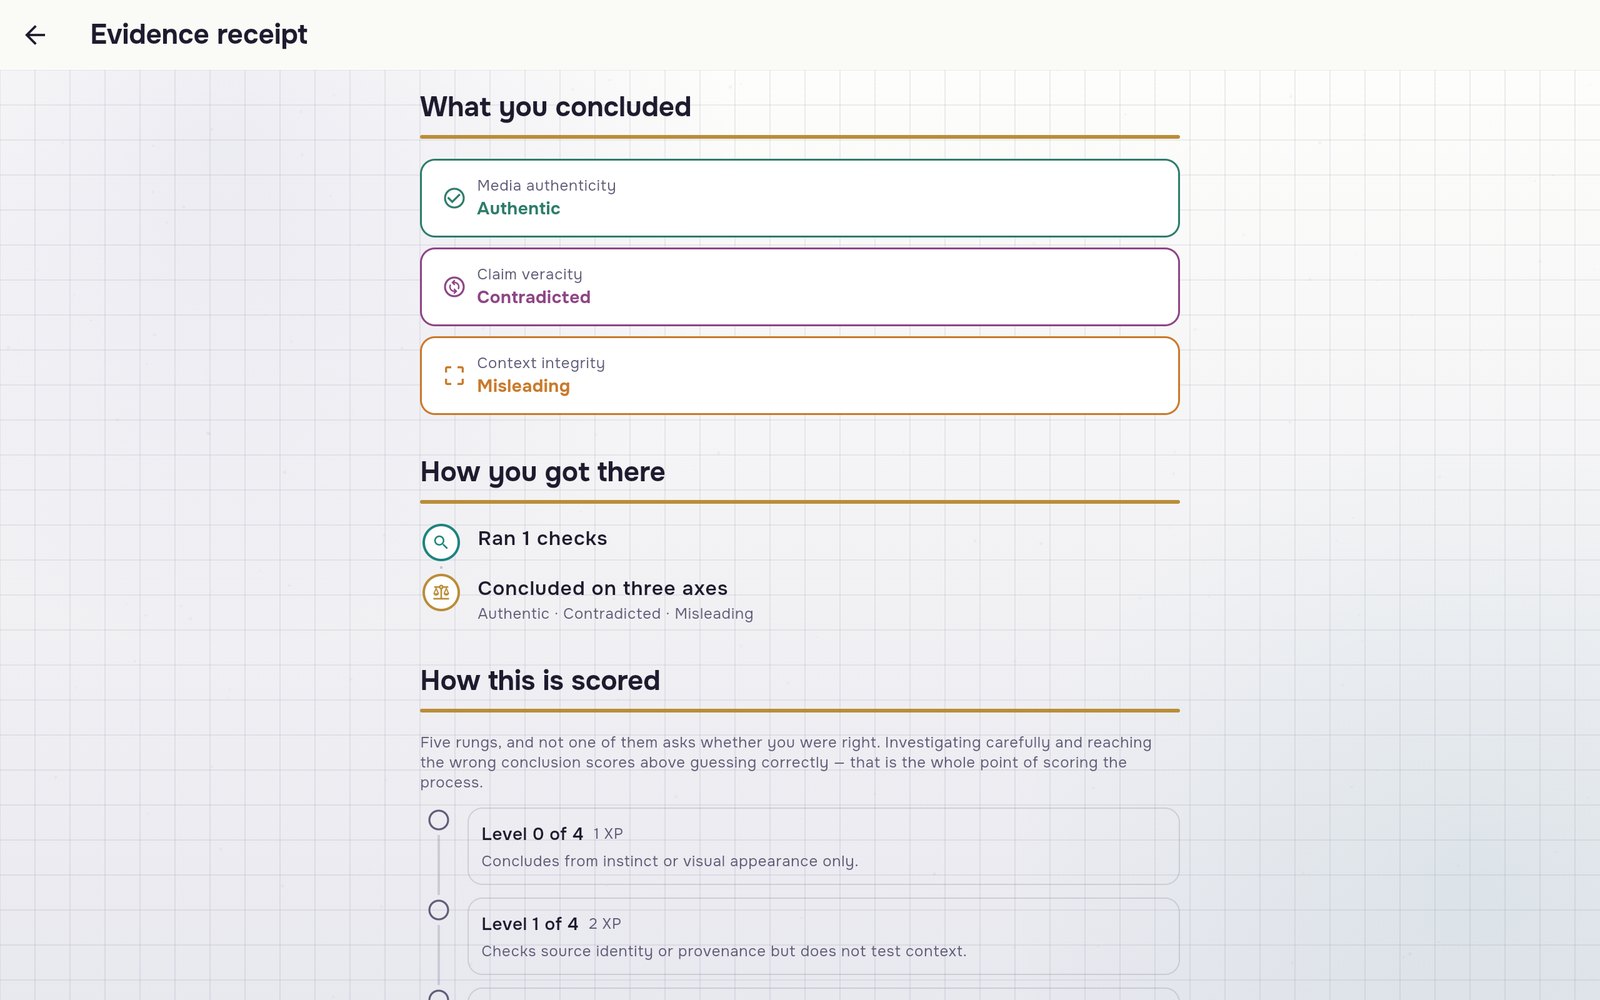 Evidence receipt
What you concluded
Media authenticity
Authentic
Claim veracity
Contradicted
Context integrity
Misleading
How you got there
Ran 1 checks
Concluded on three axes
Authentic · Contradicted · Misleading
How this is scored
Five rungs, and not one of them asks whether you were right. Investigating carefully and reaching
the wrong conclusion scores above guessing correctly — that is the whole point of scoring the
process.
Level 0 of 4 1 XP
Concludes from instinct or visual appearance only.
Level 1 of 4 2 XP
Checks source identity or provenance but does not test context.